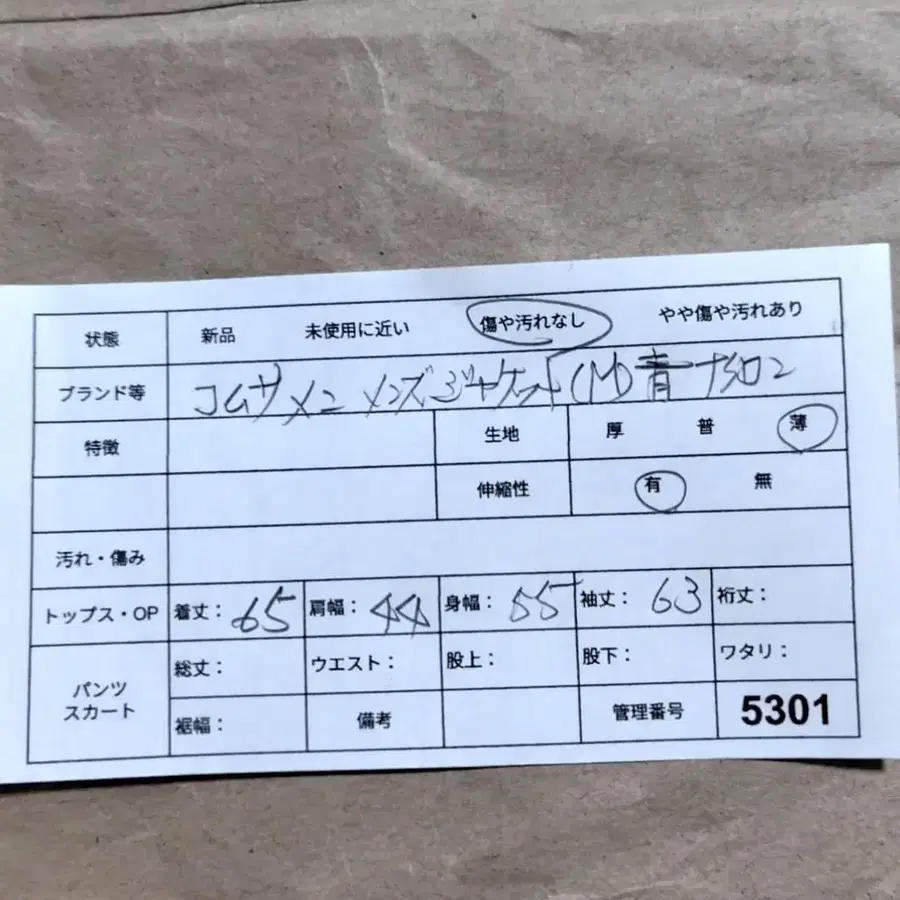 状態 新品 未使用に近い 傷や汚れなし やや傷や汚れあり
ブランド等 コムサメン メンズジャケット(M)青 ナイロン
特徴 生地 厚 普 薄
伸縮性 有 無
汚れ・傷み
トップス・OP 着丈: 65 肩幅: 44 身幅: 55 袖丈: 63 裄丈:
パンツ スカート 総丈: ウエスト: 股上: 股下: ワタリ:
裾幅: 備考 管理番号 5301